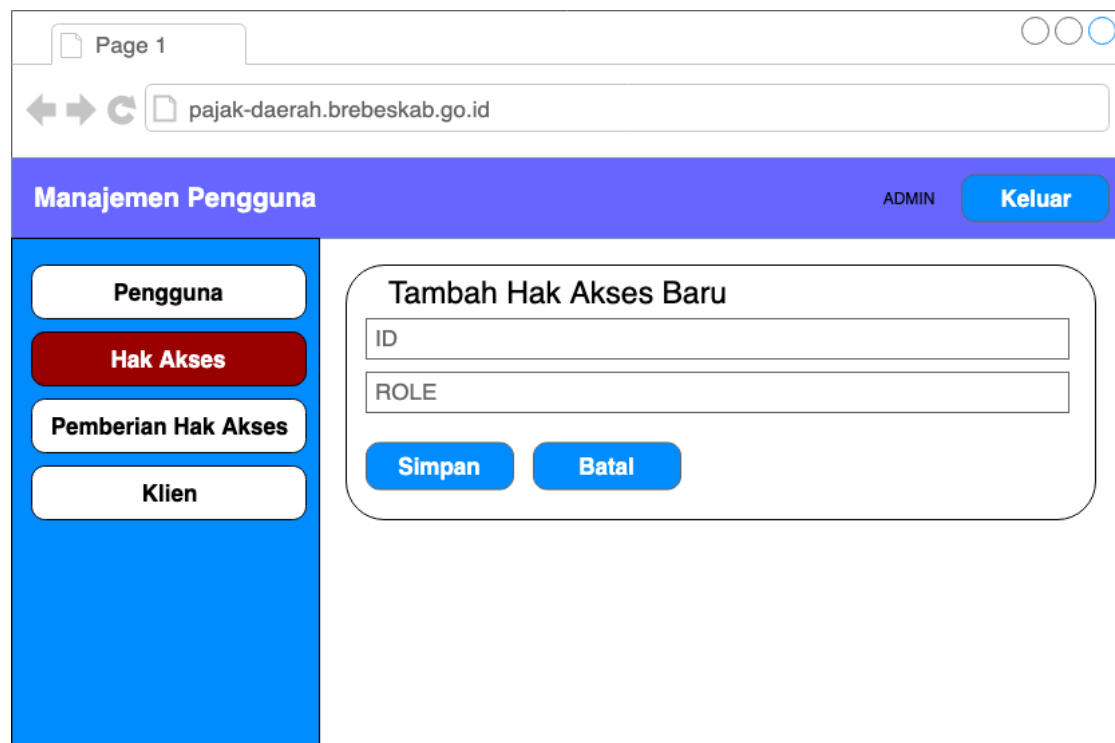 Page 1
pajak-daerah.brebeskab.go.id
Manajemen Pengguna
ADMIN
Keluar
Pengguna
Hak Akses
Pemberian Hak Akses
Klien
Tambah Hak Akses Baru
ID
ROLE
Simpan
Batal